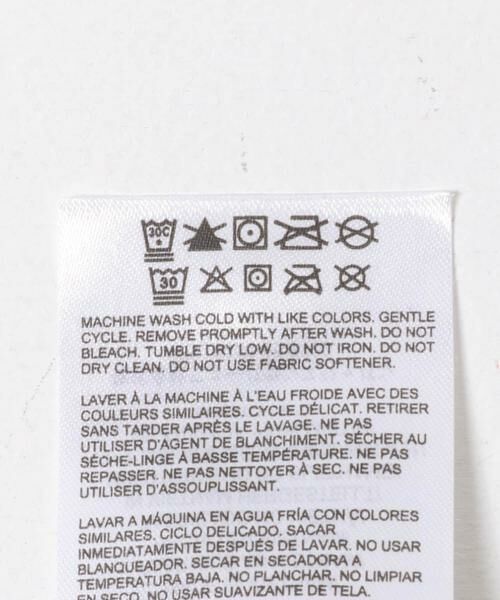 30C
30
MACHINE WASH COLD WITH LIKE COLORS. GENTLE
CYCLE. REMOVE PROMPTLY AFTER WASH. DO NOT
BLEACH. TUMBLE DRY LOW. DO NOT IRON. DO NOT
DRY CLEAN. DO NOT USE FABRIC SOFTENER.
LAVER À LA MACHINE À L'EAU FROIDE AVEC DES
COULEURS SIMILAIRES. CYCLE DÉLICAT. RETIRER
SANS TARDER APRÈS LE LAVAGE. NE PAS
UTILISER D'AGENT DE BLANCHIMENT. SÉCHER AU
SÈCHE-LINGE À BASSE TEMPÉRATURE. NE PAS
REPASSER. NE PAS NETTOYER À SEC. NE PAS
UTILISER D'ASSOUPLISSANT.
LAVAR A MÁQUINA EN AGUA FRÍA CON COLORES
SIMILARES. CICLO DELICADO. SACAR
INMEDIATAMENTE DESPUÉS DE LAVAR. NO USAR
BLANQUEADOR. SECAR EN SECADORA A
TEMPERATURA BAJA. NO PLANCHAR. NO LIMPIAR
EN SECO. NO USAR SUAVIZANTE DE TELA.